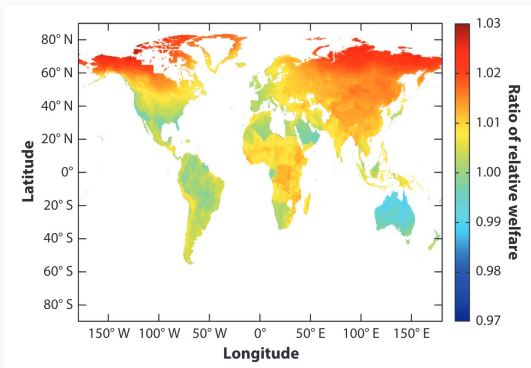 80° N
60° N
40° N
20° N
0°
20° S
40° S
60° S
80° S
Latitude
150° W 100° W 50° W 0° 50° E 100° E 150° E
Longitude
1.03
1.02
1.01
1.00
0.99
0.98
0.97
Ratio of relative welfare